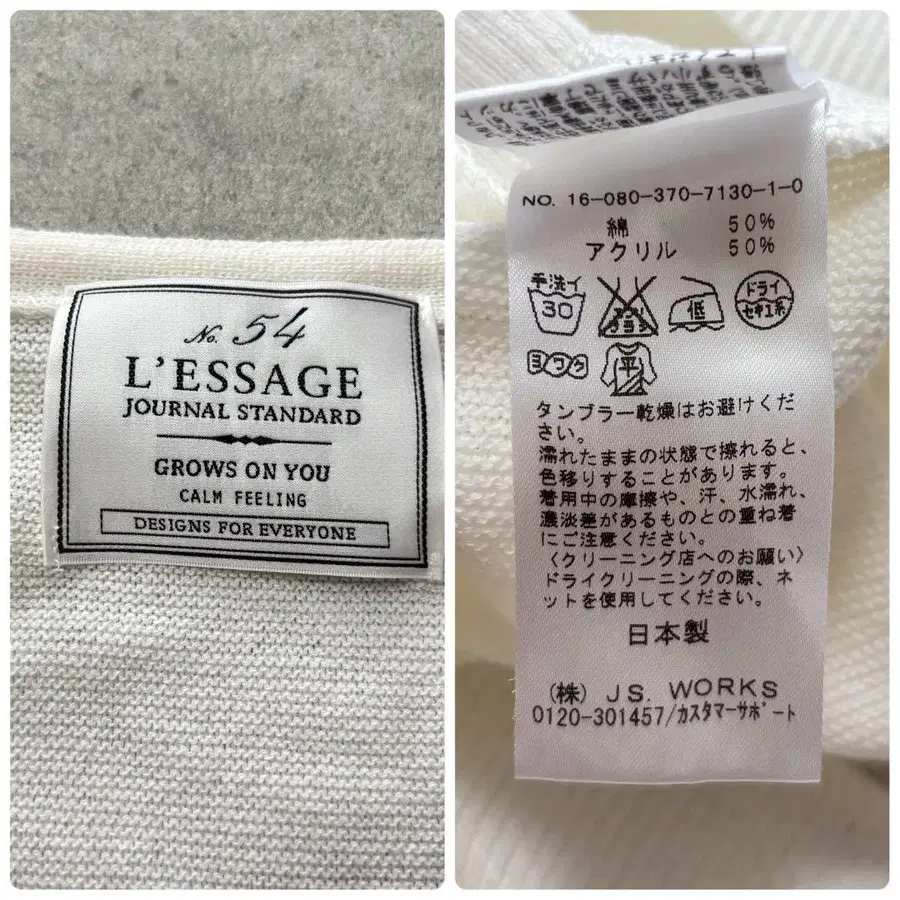 No. 54
L'ESSAGE
JOURNAL STANDARD
GROWS ON YOU
CALM FEELING
DESIGNS FOR EVERYONE
NO. 16-080-370-7130-1-0
綿 50%
アクリル 50%
手洗イ
30
エンソ
サラシ
低
ドライ
セキユ系
ヨワク
平
タンブラー乾燥はお避けくだ
さい。
濡れたままの状態で擦れると、
色移りすることがあります。
着用中の摩擦や、汗、水濡れ、
濃淡差があるものとの重ね着
にご注意ください。
〈クリーニング店へのお願い〉
ドライクリーニングの際、ネ
ットを使用してください。
日本製
(株) JS. WORKS
0120-301457/カスタマーサポート